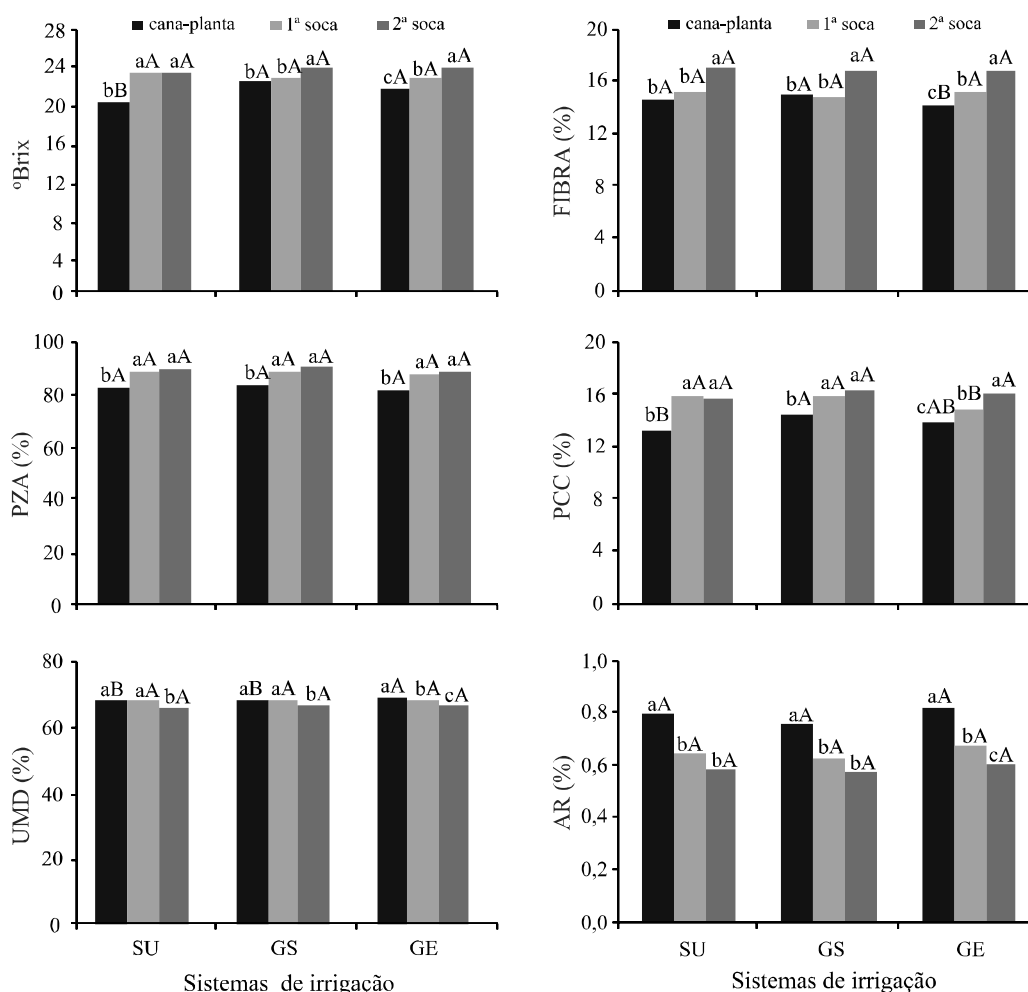 cana-planta 1ª soca 2ª soca
28
24
20
16
12
8
4
0
ºBrix
bB aA aA bA bA aA cA bA aA
cana-planta 1ª soca 2ª soca
20
16
12
8
4
0
FIBRA (%)
bA bA aA bA bA aA cB bA aA
100
80
60
40
20
0
PZA (%)
bA aA aA bA aA aA bA aA aA
20
16
12
8
4
0
PCC (%)
bB aA aA bA aA aA cAB bB aA
80
60
40
20
0
UMD (%)
aB aA bA aB aA bA aA bA cA
SU GS GE
Sistemas de irrigação
1,0
0,8
0,6
0,4
0,2
0,0
AR (%)
aA bA bA aA bA bA aA bA cA
SU GS GE
Sistemas de irrigação